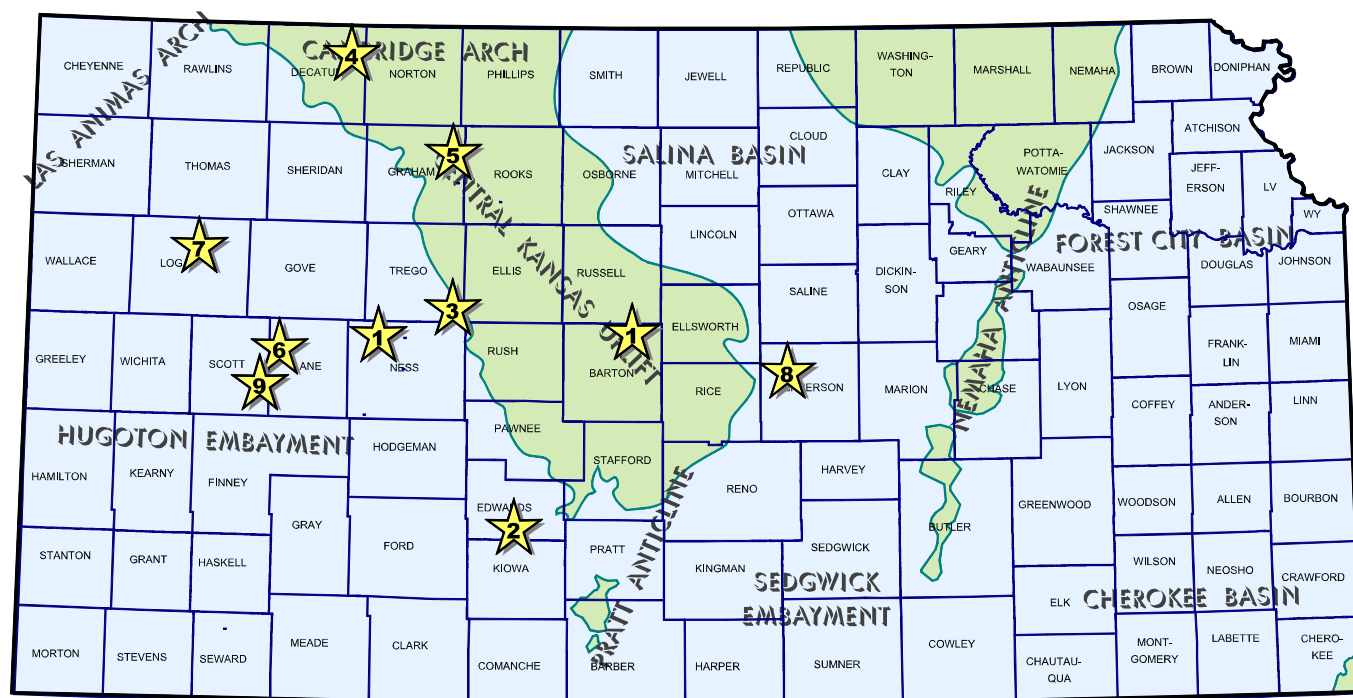 LAS ANIMAS ARCH
CAMBRIDGE ARCH
CENTRAL KANSAS UPLIFT
SALINA BASIN
NEMAHA ANTICLINE
FOREST CITY BASIN
HUGOTON EMBAYMENT
PRATT ANTICLINE
SEDGWICK
EMBAYMENT
CHEROKEE BASIN
CHEYENNE
RAWLINS
DECATUR
4
NORTON
PHILLIPS
SMITH
JEWELL
REPUBLIC
WASHING-
TON
MARSHALL
NEMAHA
BROWN
DONIPHAN
SHERMAN
THOMAS
SHERIDAN
GRAHAM
5
ROOKS
OSBORNE
MITCHELL
CLOUD
CLAY
RILEY
POTTA-
WATOMIE
JACKSON
ATCHISON
JEFF-
ERSON
LV
WY
SHAWNEE
WALLACE
LOGAN
7
GOVE
TREGO
3
ELLIS
RUSSELL
LINCOLN
OTTAWA
SALINE
DICKIN-
SON
GEARY
WABAUNSEE
DOUGLAS
JOHNSON
OSAGE
GREELEY
WICHITA
SCOTT
6
9
LANE
1
NESS
RUSH
1
BARTON
ELLSWORTH
RICE
8
MCPHERSON
MARION
CHASE
LYON
FRANK-
LIN
MIAMI
COFFEY
ANDER-
SON
LINN
HAMILTON
KEARNY
FINNEY
HODGEMAN
PAWNEE
STAFFORD
RENO
HARVEY
BUTLER
GREENWOOD
WOODSON
ALLEN
BOURBON
GRAY
FORD
EDWARDS
2
KIOWA
PRATT
KINGMAN
SEDGWICK
WILSON
NEOSHO
CRAWFORD
STANTON
GRANT
HASKELL
ELK
MORTON
STEVENS
SEWARD
MEADE
CLARK
COMANCHE
BARBER
HARPER
SUMNER
COWLEY
CHAUTAU-
QUA
MONT-
GOMERY
LABETTE
CHERO-
KEE